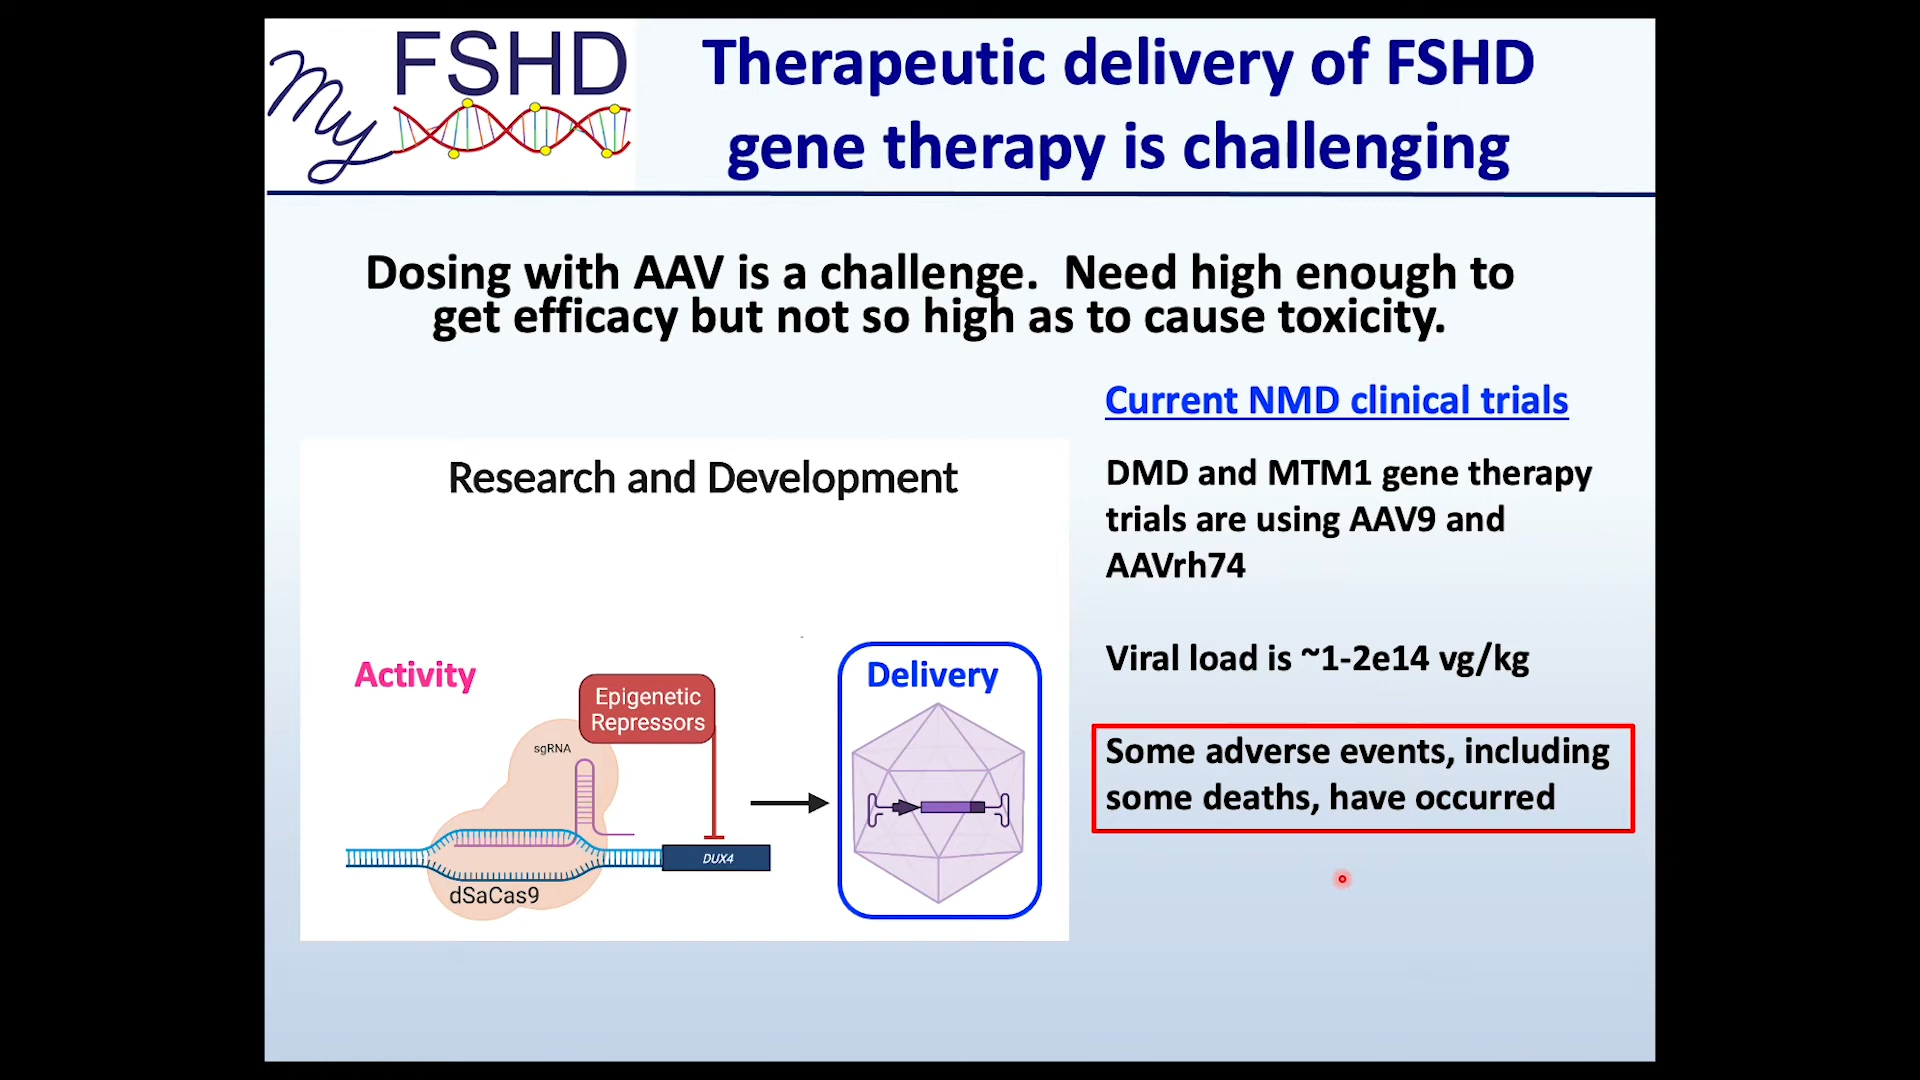 My
FSHD
Therapeutic delivery of FSHD
gene therapy is challenging
Dosing with AAV is a challenge.  Need high enough to
get efficacy but not so high as to cause toxicity.
Research and Development
Activity
Epigenetic
Repressors
sgRNA
DUX4
dSaCas9
Delivery
Current NMD clinical trials
DMD and MTM1 gene therapy
trials are using AAV9 and
AAVrh74
Viral load is ~1-2e14 vg/kg
Some adverse events, including
some deaths, have occurred